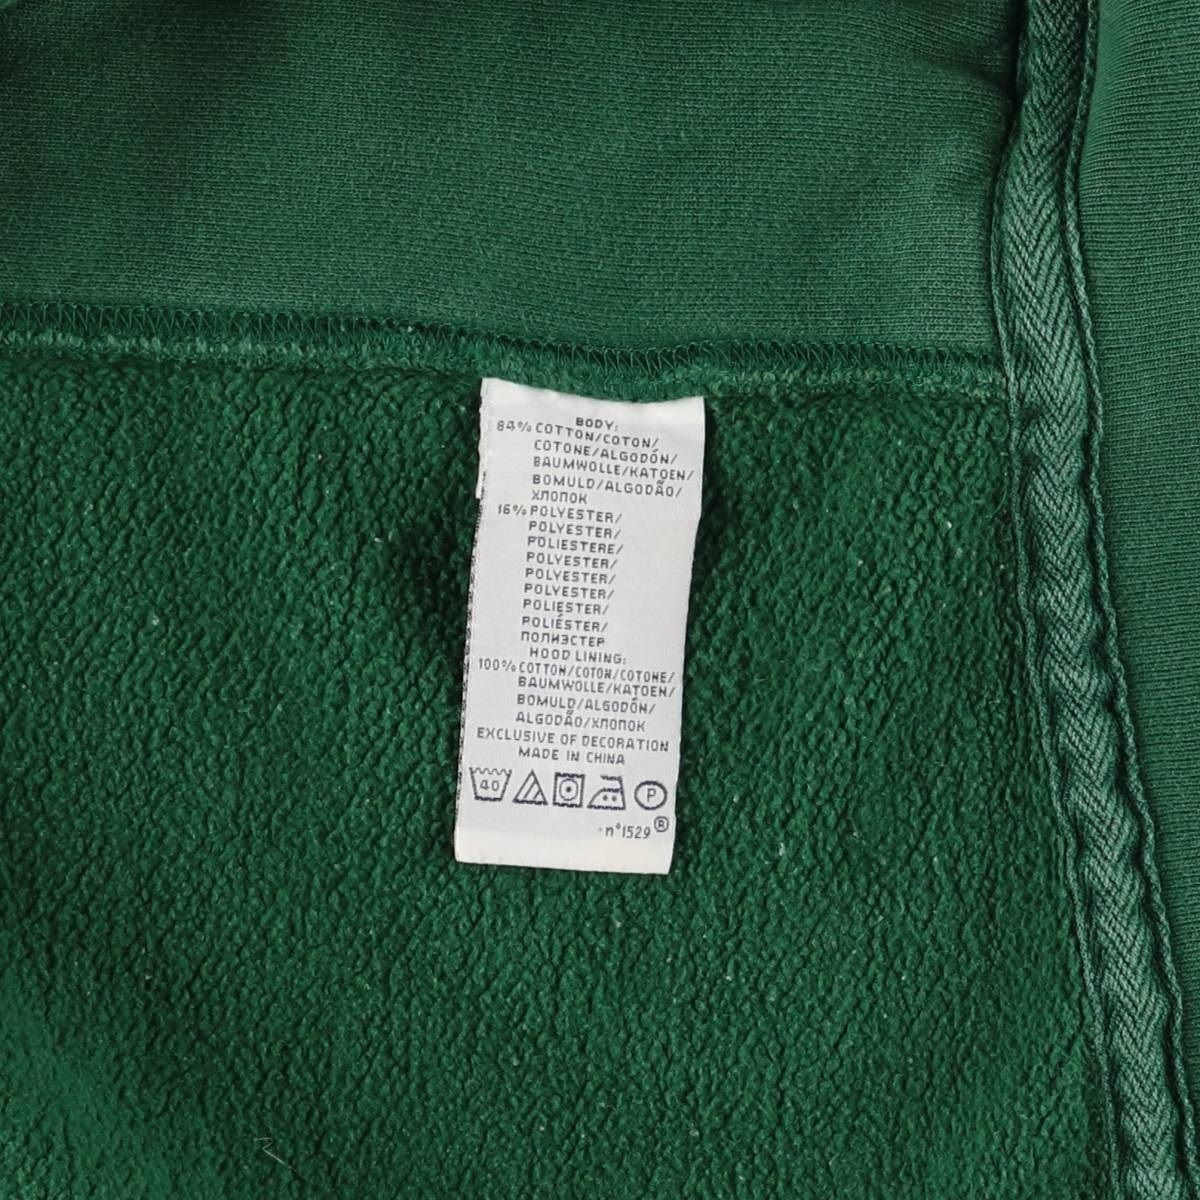 BODY:
84% COTTON/COTON/
COTONE/ALGODÓN/
BAUMWOLLE/KATOEN/
BOMULD/ALGODÃO/
ХЛОПОК
16% POLYESTER/
POLYESTER/
POLIESTERE/
POLYESTER/
POLYESTER/
POLYESTER/
POLIESTER/
POLIÉSTER/
ПОЛИЭСТЕР
HOOD LINING:
100% COTTON/COTON/COTONE/
BAUMWOLLE/KATOEN/
BOMULD/ALGODÓN/
ALGODÃO/ХЛОПОК
EXCLUSIVE OF DECORATION
MADE IN CHINA
40 P
n°1529 ®